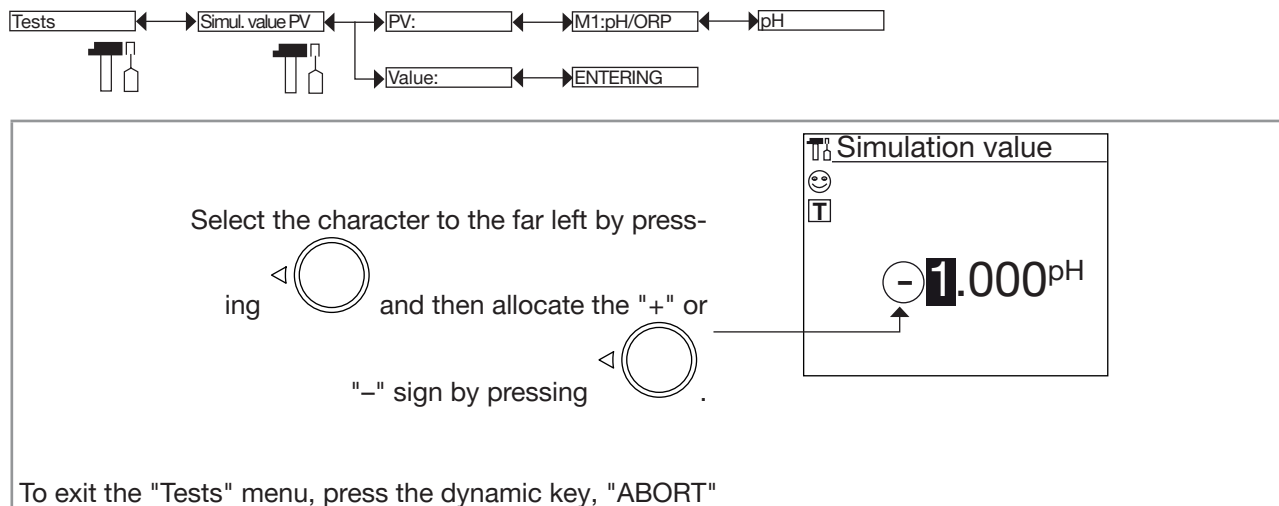 Tests Simul. value PV PV: M1:pH/ORP pH
Value: ENTERING
Simulation value
T
Select the character to the far left by press-
ing and then allocate the "+" or
"–" sign by pressing .
-1.000pH
To exit the "Tests" menu, press the dynamic key, "ABORT"